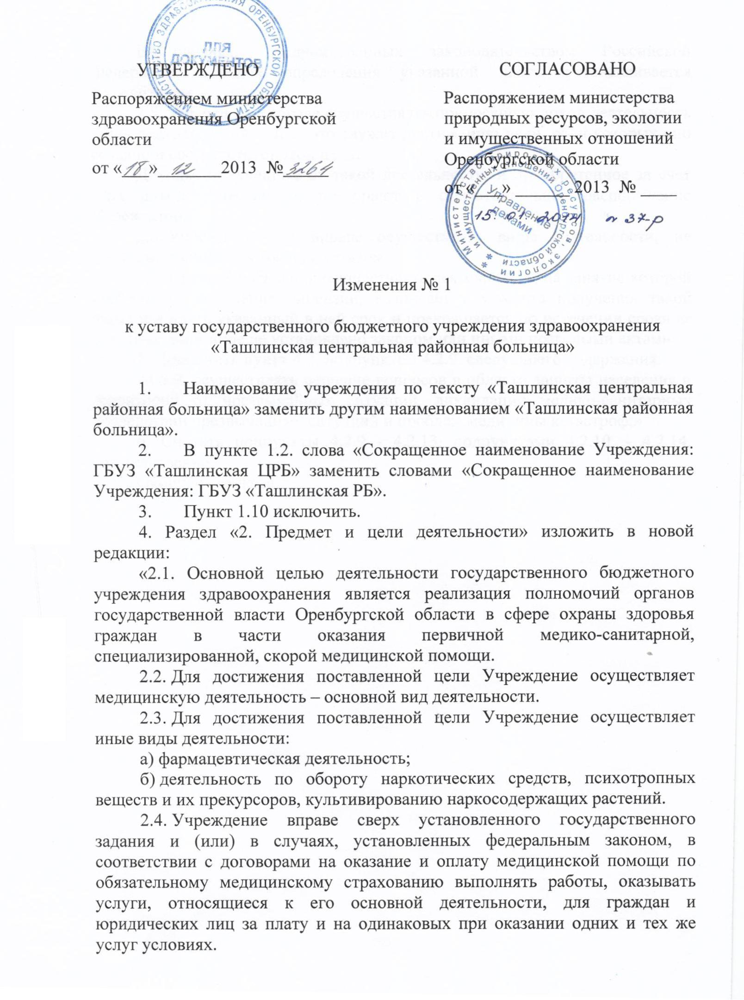 МИНИСТЕРСТВО ЗДРАВООХРАНЕНИЯ ОРЕНБУРГСКОЙ ОБЛАСТИ
ДЛЯ
ДОКУМЕНТОВ
УТВЕРЖДЕНО
Распоряжением министерства
здравоохранения Оренбургской
области
от «18» 12 2013 № 3264
СОГЛАСОВАНО
Распоряжением министерства
природных ресурсов, экологии
и имущественных отношений
Оренбургской области
от «___» ______ 2013 № ____
15. 01. 2014 № 37-р
Министерство природных ресурсов, экологии
и имущественных отношений Оренбургской области
Управление
делами
Изменения № 1
к уставу государственного бюджетного учреждения здравоохранения
«Ташлинская центральная районная больница»
1. Наименование учреждения по тексту «Ташлинская центральная
районная больница» заменить другим наименованием «Ташлинская районная
больница».
2. В пункте 1.2. слова «Сокращенное наименование Учреждения:
ГБУЗ «Ташлинская ЦРБ» заменить словами «Сокращенное наименование
Учреждения: ГБУЗ «Ташлинская РБ».
3. Пункт 1.10 исключить.
4. Раздел «2. Предмет и цели деятельности» изложить в новой
редакции:
«2.1. Основной целью деятельности государственного бюджетного
учреждения здравоохранения является реализация полномочий органов
государственной власти Оренбургской области в сфере охраны здоровья
граждан в части оказания первичной медико-санитарной,
специализированной, скорой медицинской помощи.
2.2. Для достижения поставленной цели Учреждение осуществляет
медицинскую деятельность – основной вид деятельности.
2.3. Для достижения поставленной цели Учреждение осуществляет
иные виды деятельности:
а) фармацевтическая деятельность;
б) деятельность по обороту наркотических средств, психотропных
веществ и их прекурсоров, культивированию наркосодержащих растений.
2.4. Учреждение вправе сверх установленного государственного
задания и (или) в случаях, установленных федеральным законом, в
соответствии с договорами на оказание и оплату медицинской помощи по
обязательному медицинскому страхованию выполнять работы, оказывать
услуги, относящиеся к его основной деятельности, для граждан и
юридических лиц за плату и на одинаковых при оказании одних и тех же
услуг условиях.